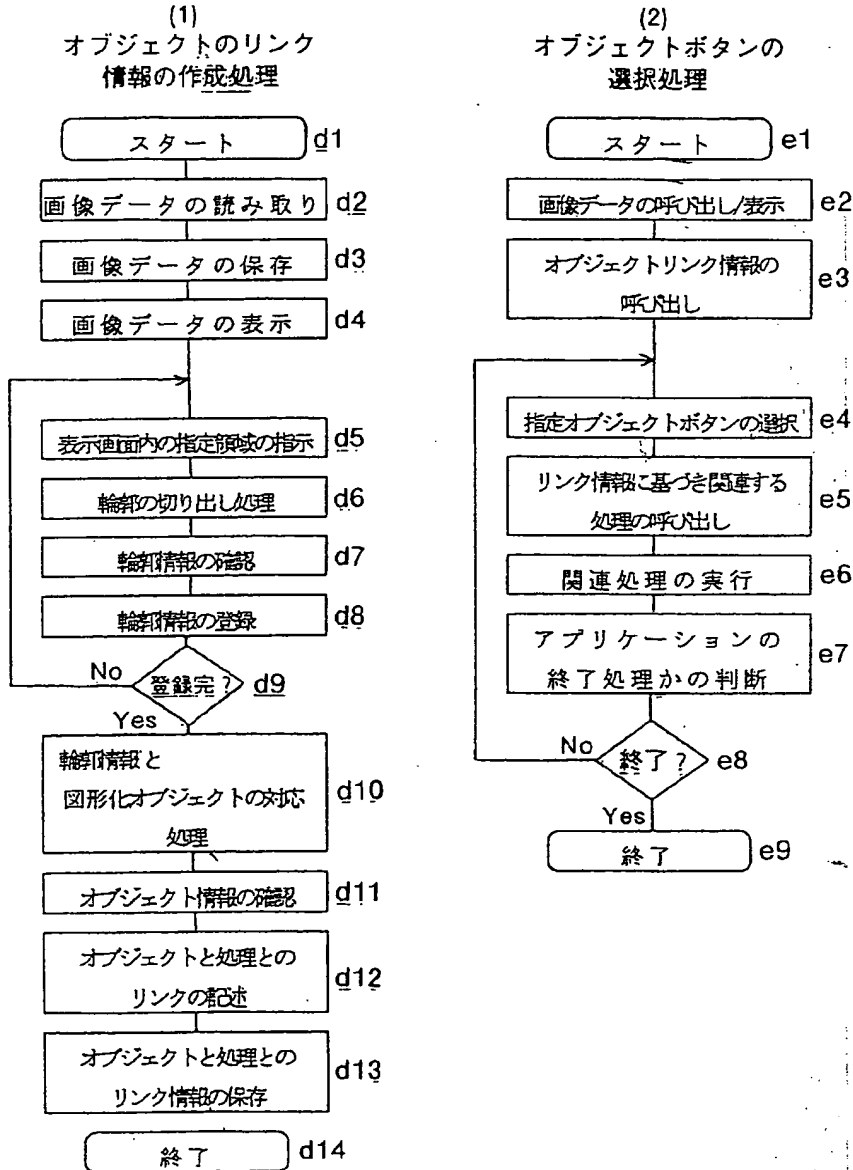 (1)
オブジェクトのリンク
情報の作成処理
スタート d1
画像データの読み取り d2
画像データの保存 d3
画像データの表示 d4
表示画面内の指定領域の指示 d5
輪郭の切り出し処理 d6
輪郭情報の確認 d7
輪郭情報の登録 d8
No 登録完? d9
Yes
輪郭情報と
図形化オブジェクトの対応 d10
処理
オブジェクト情報の確認 d11
オブジェクトと処理との
リンクの記述 d12
オブジェクトと処理との
リンク情報の保存 d13
終了 d14
(2)
オブジェクトボタンの
選択処理
スタート e1
画像データの呼び出し/表示 e2
オブジェクトリンク情報の
呼び出し e3
指定オブジェクトボタンの選択 e4
リンク情報に基づき関連する
処理の呼び出し e5
関連処理の実行 e6
アプリケーションの
終了処理かの判断 e7
No 終了? e8
Yes
終了 e9